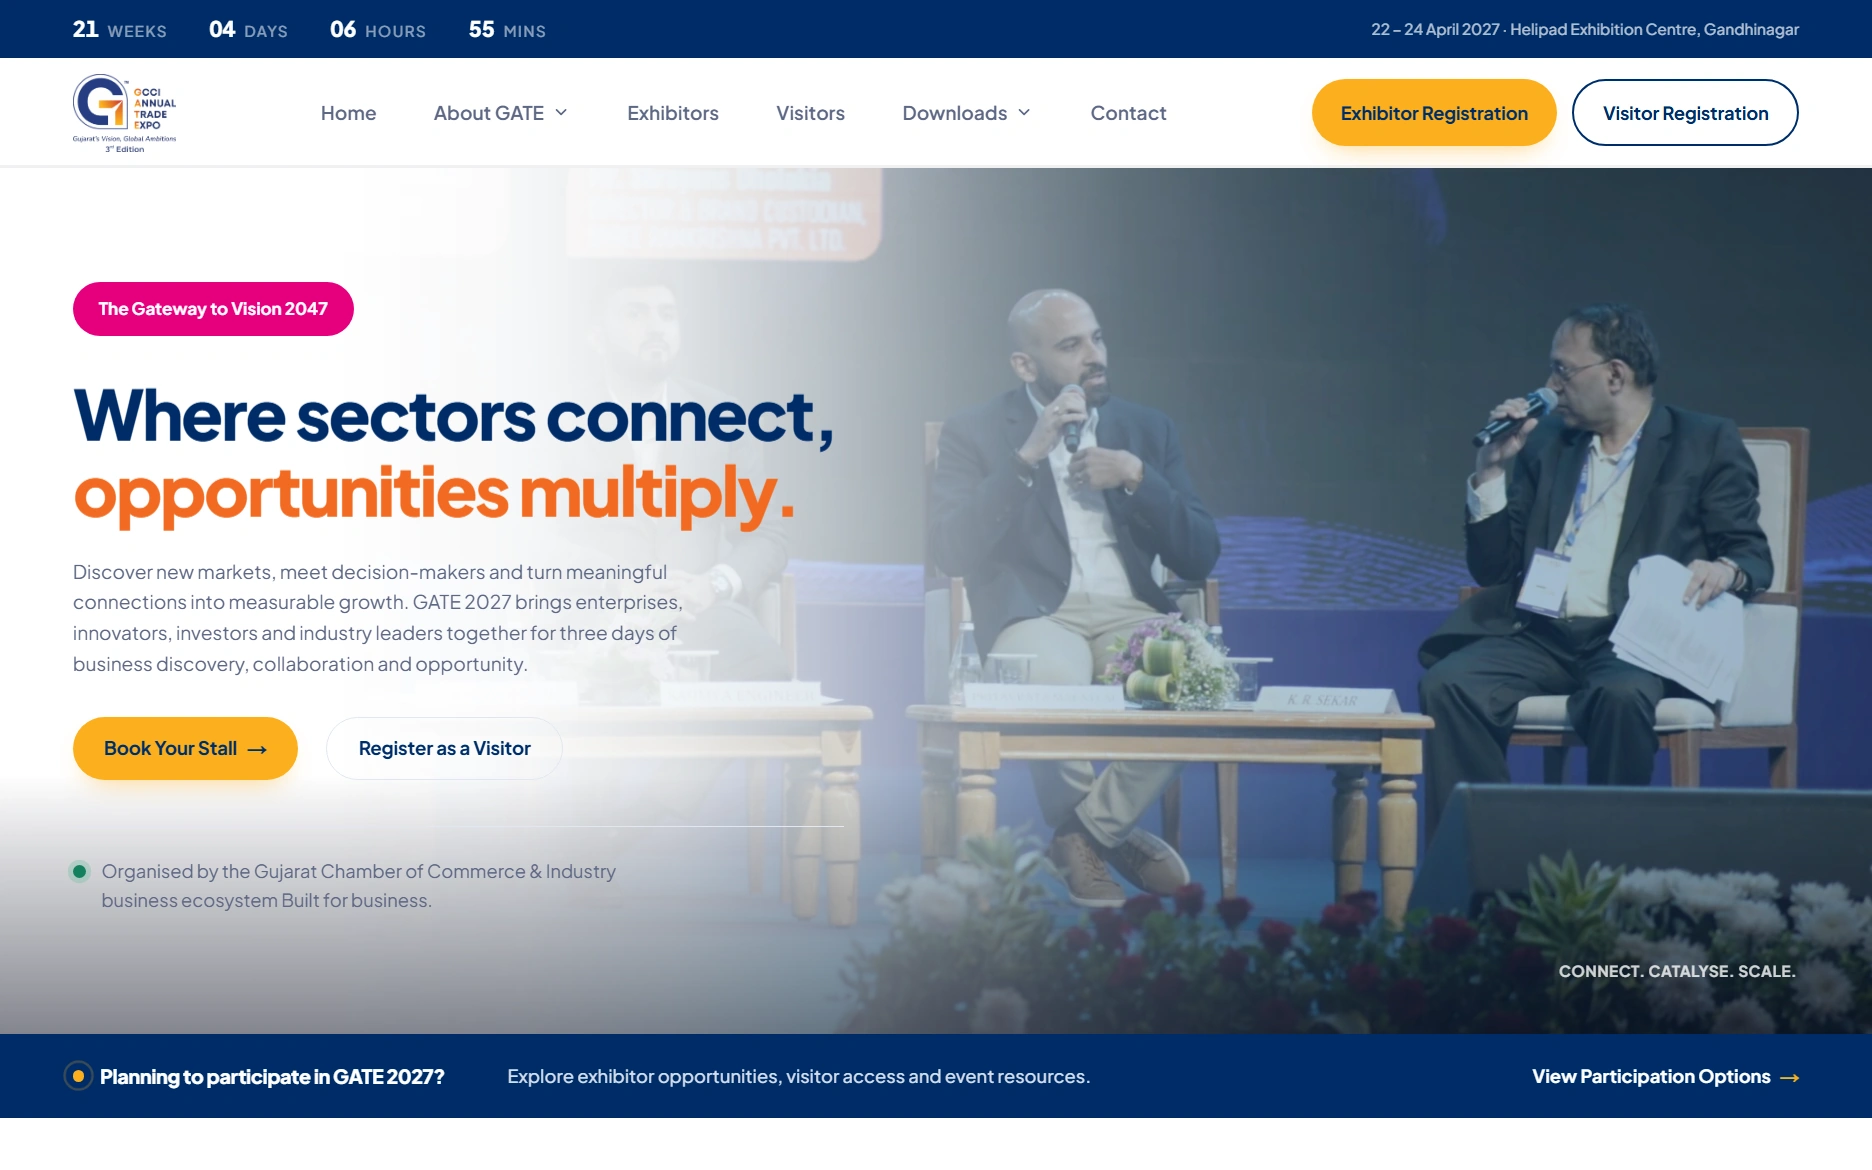 21 WEEKS 04 DAYS 06 HOURS 55 MINS
22 – 24 April 2027 · Helipad Exhibition Centre, Gandhinagar
GCCI
ANNUAL
TRADE
EXPO
Gujarat's Vision, Global Ambitions
3rd Edition
Home About GATE Exhibitors Visitors Downloads Contact
Exhibitor Registration Visitor Registration
PVT. LTD.
The Gateway to Vision 2047
Where sectors connect,
opportunities multiply.
Discover new markets, meet decision-makers and turn meaningful
connections into measurable growth. GATE 2027 brings enterprises,
innovators, investors and industry leaders together for three days of
business discovery, collaboration and opportunity.
K.R. SEKAR
Book Your Stall → Register as a Visitor
Organised by the Gujarat Chamber of Commerce & Industry
business ecosystem Built for business.
CONNECT. CATALYSE. SCALE.
Planning to participate in GATE 2027? Explore exhibitor opportunities, visitor access and event resources. View Participation Options →